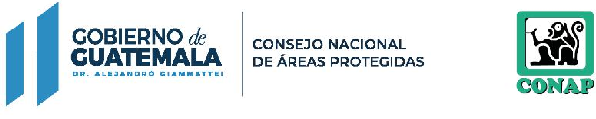 GOBIERNO de
GUATEMALA
DR. ALEJANDRO GIAMMATTEI
CONSEJO NACIONAL
DE ÁREAS PROTEGIDAS
CONAP